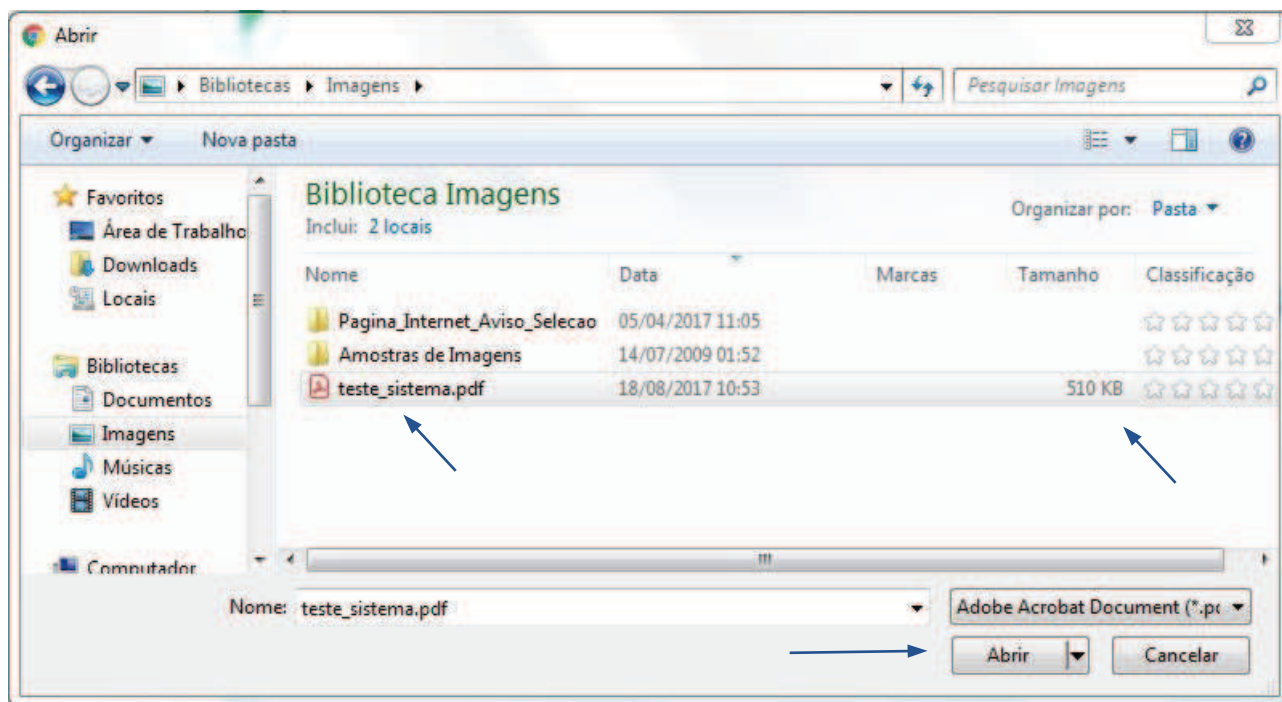 Abrir
Bibliotecas Imagens Pesquisar Imagens
Organizar Nova pasta
Favoritos
Área de Trabalho
Downloads
Locais
Bibliotecas
Documentos
Imagens
Músicas
Vídeos
Computador
Biblioteca Imagens
Inclui: 2 locais
Organizar por: Pasta
Nome Data Marcas Tamanho Classificação
Pagina_Internet_Aviso_Selecao 05/04/2017 11:05
Amostras de Imagens 14/07/2009 01:52
teste_sistema.pdf 18/08/2017 10:53 510 KB
Nome: teste_sistema.pdf Adobe Acrobat Document (*.p
Abrir Cancelar